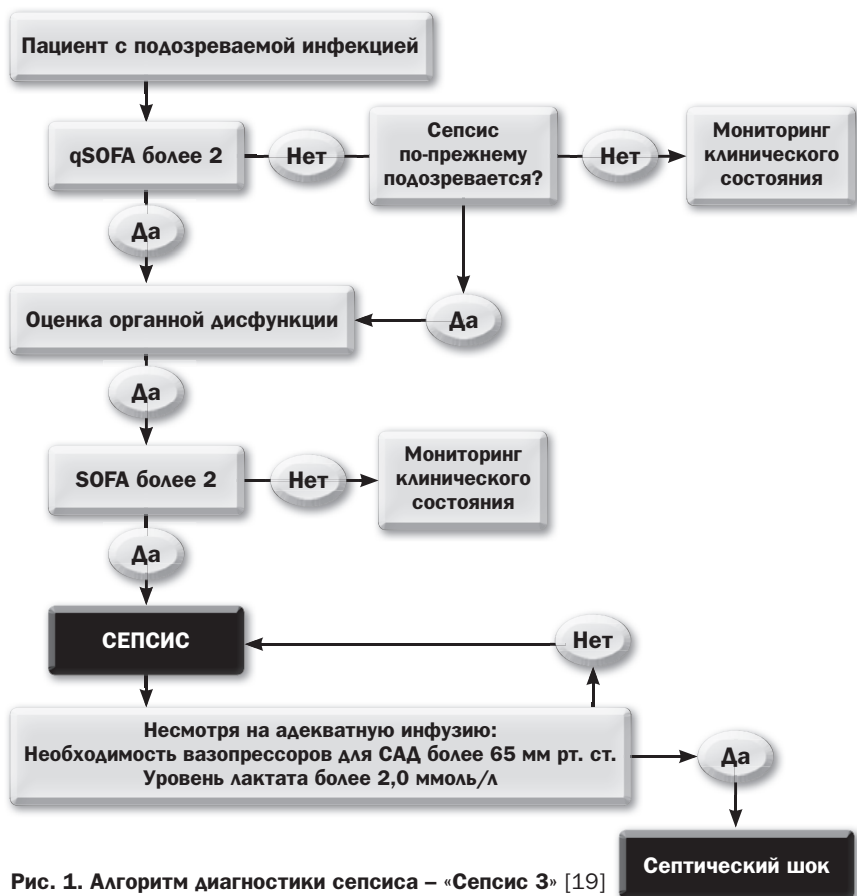 Пациент с подозреваемой инфекцией
qSOFA более 2
Нет
Сепсис
по-прежнему
подозревается?
Нет
Мониторинг
клинического
состояния
Да
Оценка органной дисфункции
Да
Да
SOFA более 2
Нет
Мониторинг
клинического
состояния
Да
СЕПСИС
Нет
Несмотря на адекватную инфузию:
Необходимость вазопрессоров для САД более 65 мм рт. ст.
Уровень лактата более 2,0 ммоль/л
Да
Септический шок
Рис. 1. Алгоритм диагностики сепсиса – «Сепсис 3» [19]